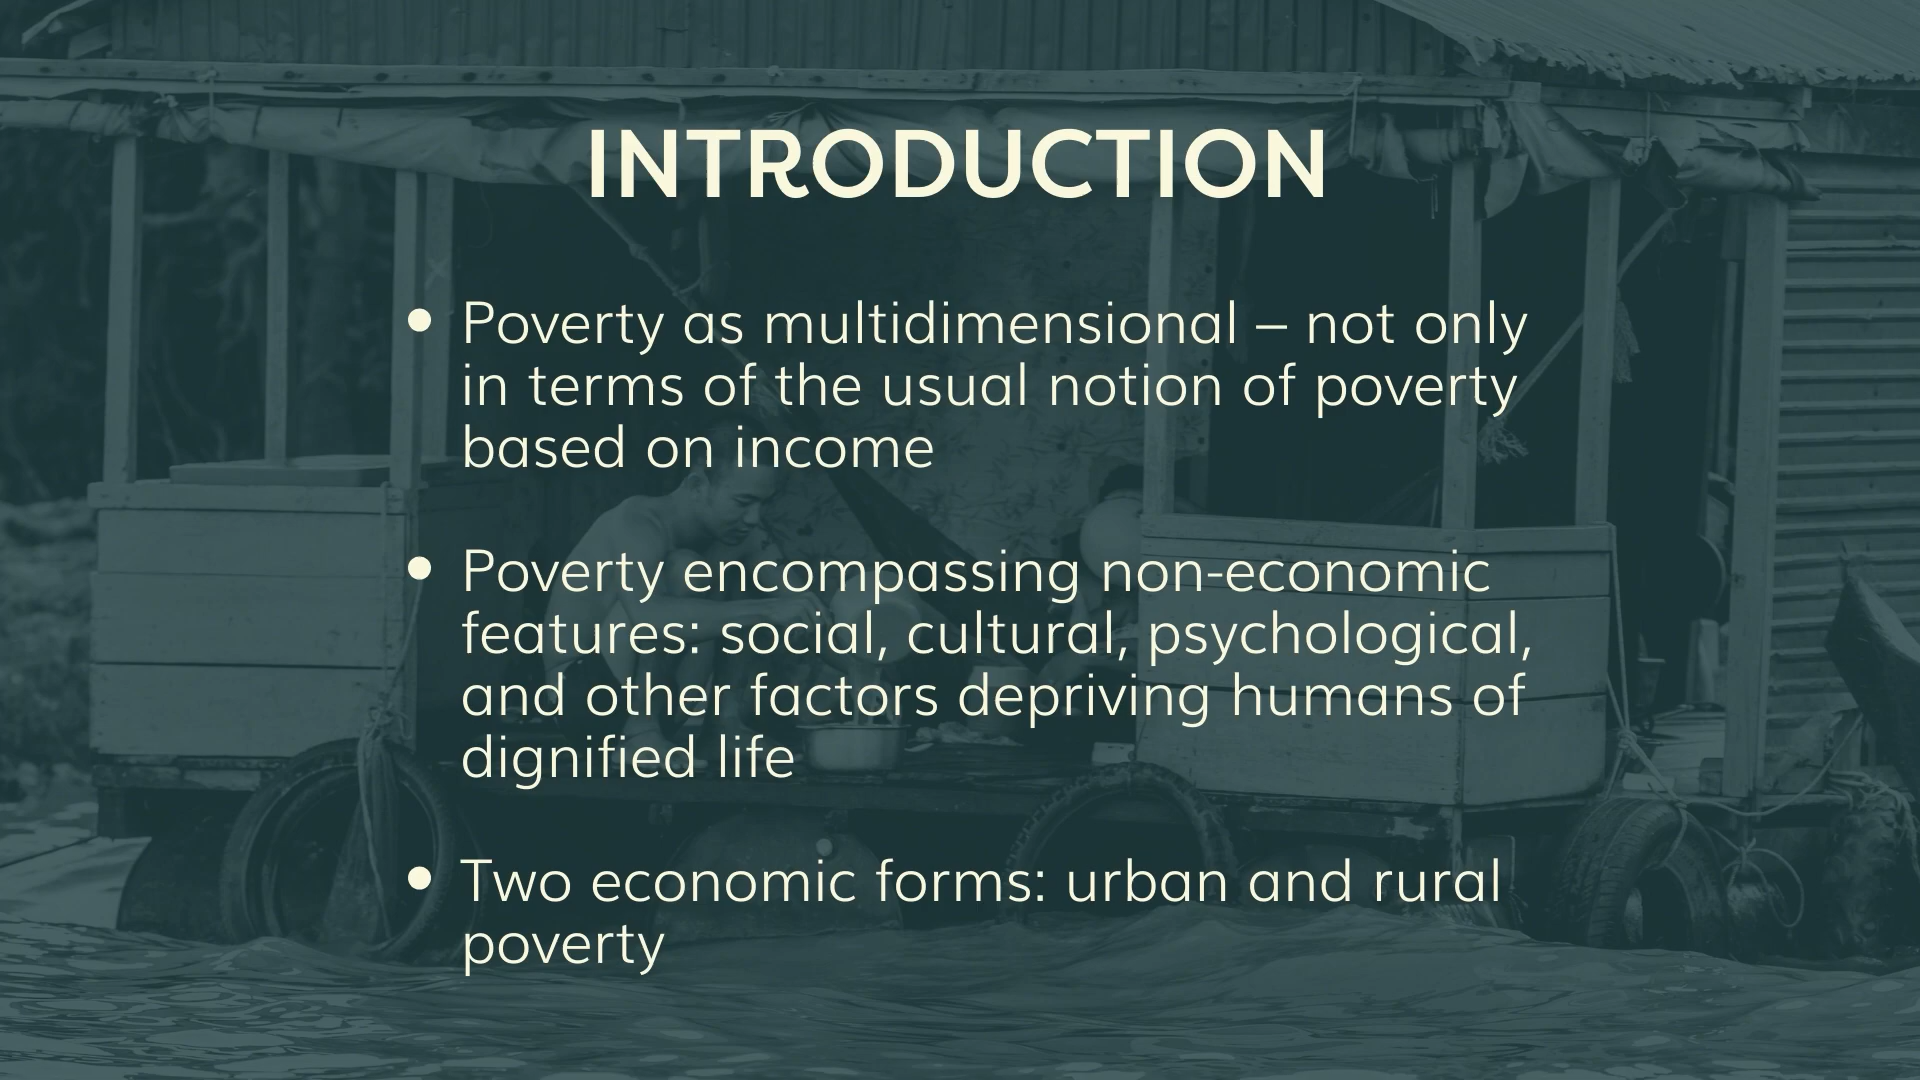 INTRODUCTION
• Poverty as multidimensional – not only
in terms of the usual notion of poverty
based on income
• Poverty encompassing non-economic
features: social, cultural, psychological,
and other factors depriving humans of
dignified life
• Two economic forms: urban and rural
poverty